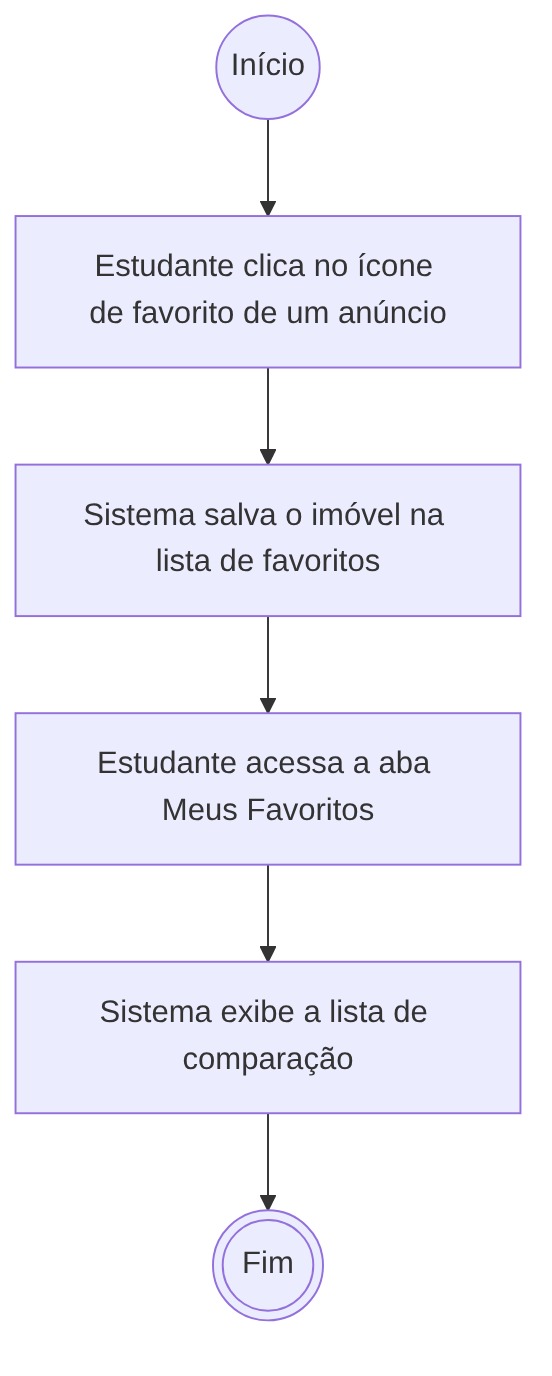 Início
Estudante clica no ícone
de favorito de um anúncio
Sistema salva o imóvel na
lista de favoritos
Estudante acessa a aba
Meus Favoritos
Sistema exibe a lista de
comparação
Fim